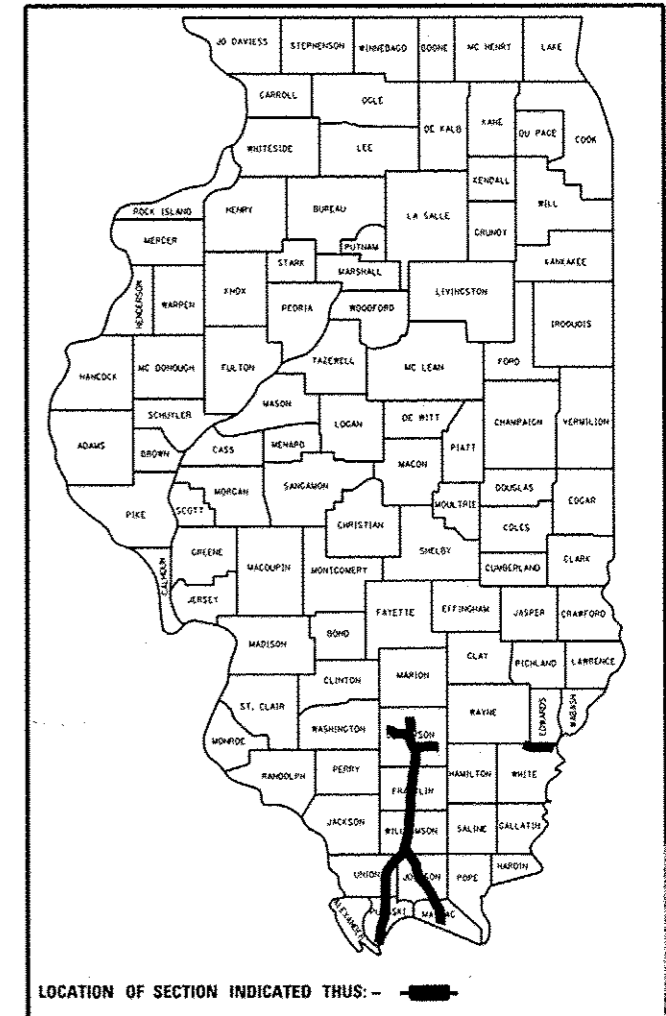 JO DAVIESS STEPHENSON WINNEBAGO BOONE MC HENRY LAKE
CARROLL OGLE DE KALB KANE DU PAGE COOK
WHITESIDE LEE
KENDALL WILL
ROCK ISLAND HENRY BUREAU LA SALLE GRUNDY
MERCER PUTNAM
STARK MARSHALL KANKAKEE
HENDERSON WARREN KNOX PEORIA WOODFORD LIVINGSTON IROQUOIS
HANCOCK MC DONOUGH FULTON TAZEWELL MC LEAN FORD
MASON
SCHUYLER LOGAN DE WITT CHAMPAIGN VERMILION
ADAMS BROWN CASS MENARD PIATT
MACON
PIKE SCOTT MORGAN SANGAMON CHRISTIAN MOULTRIE DOUGLAS EDGAR
COLES
CALHOUN GREENE MACOUPIN MONTGOMERY SHELBY CUMBERLAND CLARK
JERSEY FAYETTE EFFINGHAM JASPER CRAWFORD
MADISON BOND
CLAY RICHLAND LAWRENCE
CLINTON MARION
ST. CLAIR WAYNE EDWARDS WABASH
MONROE WASHINGTON
RANDOLPH PERRY HAMILTON WHITE
JACKSON SALINE GALLATIN
UNION POPE HARDIN
ALEXANDER
LOCATION OF SECTION INDICATED THUS: -